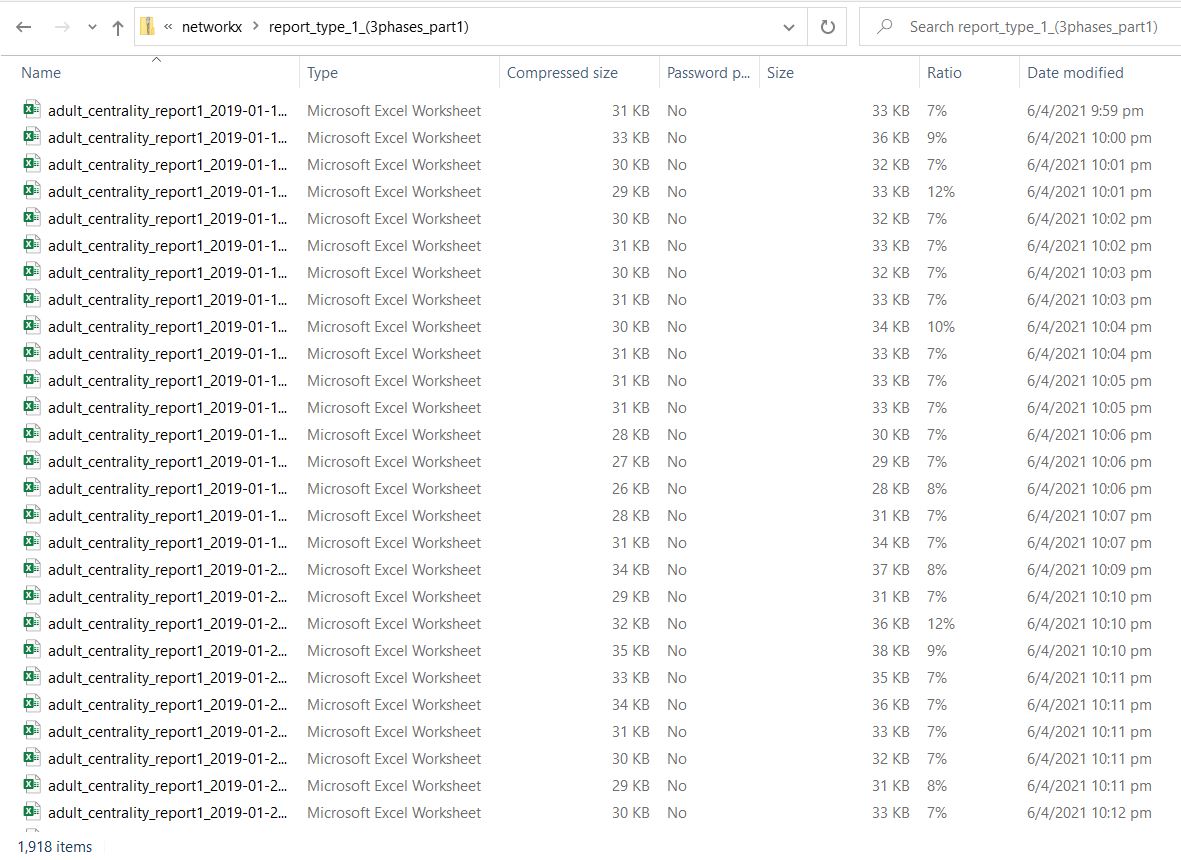 « networkx > report_type_1_(3phases_part1) Search report_type_1_(3phases_part1)
Name Type Compressed size Password p... Size Ratio Date modified
adult_centrality_report1_2019-01-1... Microsoft Excel Worksheet 31 KB No 33 KB 7% 6/4/2021 9:59 pm
adult_centrality_report1_2019-01-1... Microsoft Excel Worksheet 33 KB No 36 KB 9% 6/4/2021 10:00 pm
adult_centrality_report1_2019-01-1... Microsoft Excel Worksheet 30 KB No 32 KB 7% 6/4/2021 10:01 pm
adult_centrality_report1_2019-01-1... Microsoft Excel Worksheet 29 KB No 33 KB 12% 6/4/2021 10:01 pm
adult_centrality_report1_2019-01-1... Microsoft Excel Worksheet 30 KB No 32 KB 7% 6/4/2021 10:02 pm
adult_centrality_report1_2019-01-1... Microsoft Excel Worksheet 31 KB No 33 KB 7% 6/4/2021 10:02 pm
adult_centrality_report1_2019-01-1... Microsoft Excel Worksheet 30 KB No 32 KB 7% 6/4/2021 10:03 pm
adult_centrality_report1_2019-01-1... Microsoft Excel Worksheet 31 KB No 33 KB 7% 6/4/2021 10:03 pm
adult_centrality_report1_2019-01-1... Microsoft Excel Worksheet 30 KB No 34 KB 10% 6/4/2021 10:04 pm
adult_centrality_report1_2019-01-1... Microsoft Excel Worksheet 31 KB No 33 KB 7% 6/4/2021 10:04 pm
adult_centrality_report1_2019-01-1... Microsoft Excel Worksheet 31 KB No 33 KB 7% 6/4/2021 10:05 pm
adult_centrality_report1_2019-01-1... Microsoft Excel Worksheet 31 KB No 33 KB 7% 6/4/2021 10:05 pm
adult_centrality_report1_2019-01-1... Microsoft Excel Worksheet 28 KB No 30 KB 7% 6/4/2021 10:06 pm
adult_centrality_report1_2019-01-1... Microsoft Excel Worksheet 27 KB No 29 KB 7% 6/4/2021 10:06 pm
adult_centrality_report1_2019-01-1... Microsoft Excel Worksheet 26 KB No 28 KB 8% 6/4/2021 10:06 pm
adult_centrality_report1_2019-01-1... Microsoft Excel Worksheet 28 KB No 31 KB 7% 6/4/2021 10:07 pm
adult_centrality_report1_2019-01-1... Microsoft Excel Worksheet 31 KB No 34 KB 7% 6/4/2021 10:07 pm
adult_centrality_report1_2019-01-2... Microsoft Excel Worksheet 34 KB No 37 KB 8% 6/4/2021 10:09 pm
adult_centrality_report1_2019-01-2... Microsoft Excel Worksheet 29 KB No 31 KB 7% 6/4/2021 10:10 pm
adult_centrality_report1_2019-01-2... Microsoft Excel Worksheet 32 KB No 36 KB 12% 6/4/2021 10:10 pm
adult_centrality_report1_2019-01-2... Microsoft Excel Worksheet 35 KB No 38 KB 9% 6/4/2021 10:10 pm
adult_centrality_report1_2019-01-2... Microsoft Excel Worksheet 33 KB No 35 KB 7% 6/4/2021 10:11 pm
adult_centrality_report1_2019-01-2... Microsoft Excel Worksheet 34 KB No 36 KB 7% 6/4/2021 10:11 pm
adult_centrality_report1_2019-01-2... Microsoft Excel Worksheet 31 KB No 33 KB 7% 6/4/2021 10:11 pm
adult_centrality_report1_2019-01-2... Microsoft Excel Worksheet 30 KB No 32 KB 7% 6/4/2021 10:11 pm
adult_centrality_report1_2019-01-2... Microsoft Excel Worksheet 29 KB No 31 KB 8% 6/4/2021 10:11 pm
adult_centrality_report1_2019-01-2... Microsoft Excel Worksheet 30 KB No 33 KB 7% 6/4/2021 10:12 pm
1,918 items